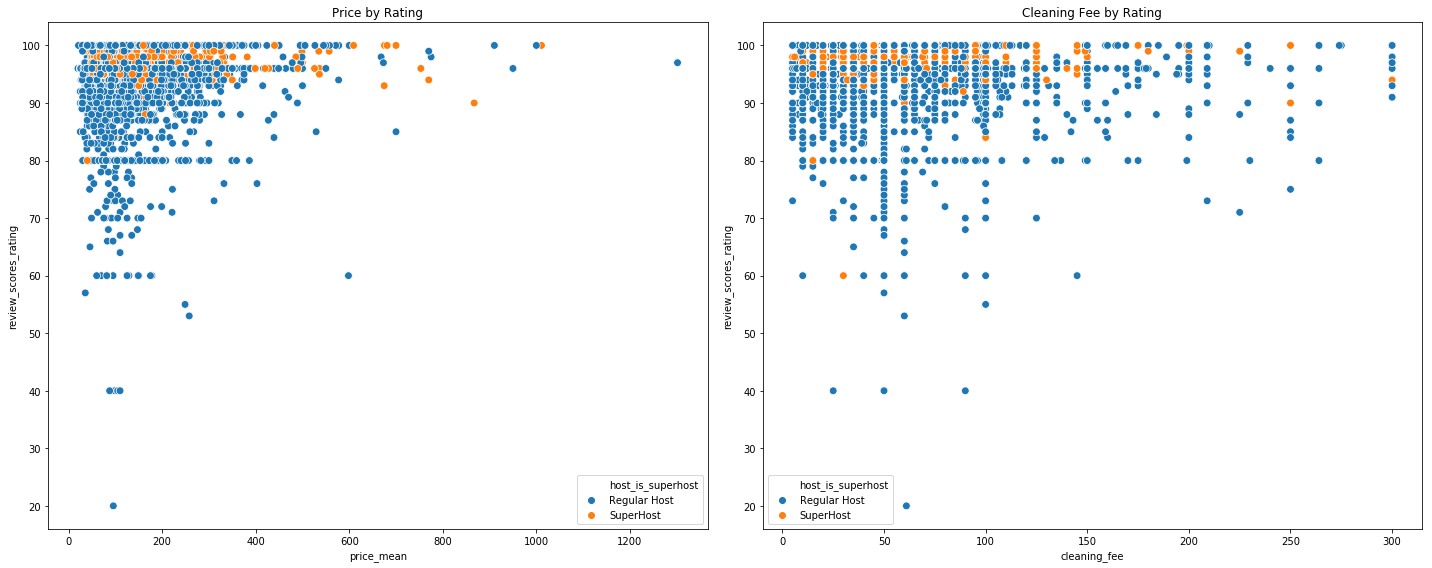 Price by Rating
100
90
80
70
60
50
40
30
20
review_scores_rating
0
200
400
600
800
1000
1200
price_mean
host_is_superhost
Regular Host
SuperHost
Cleaning Fee by Rating
100
90
80
70
60
50
40
30
20
review_scores_rating
0
50
100
150
200
250
300
cleaning_fee
host_is_superhost
Regular Host
SuperHost